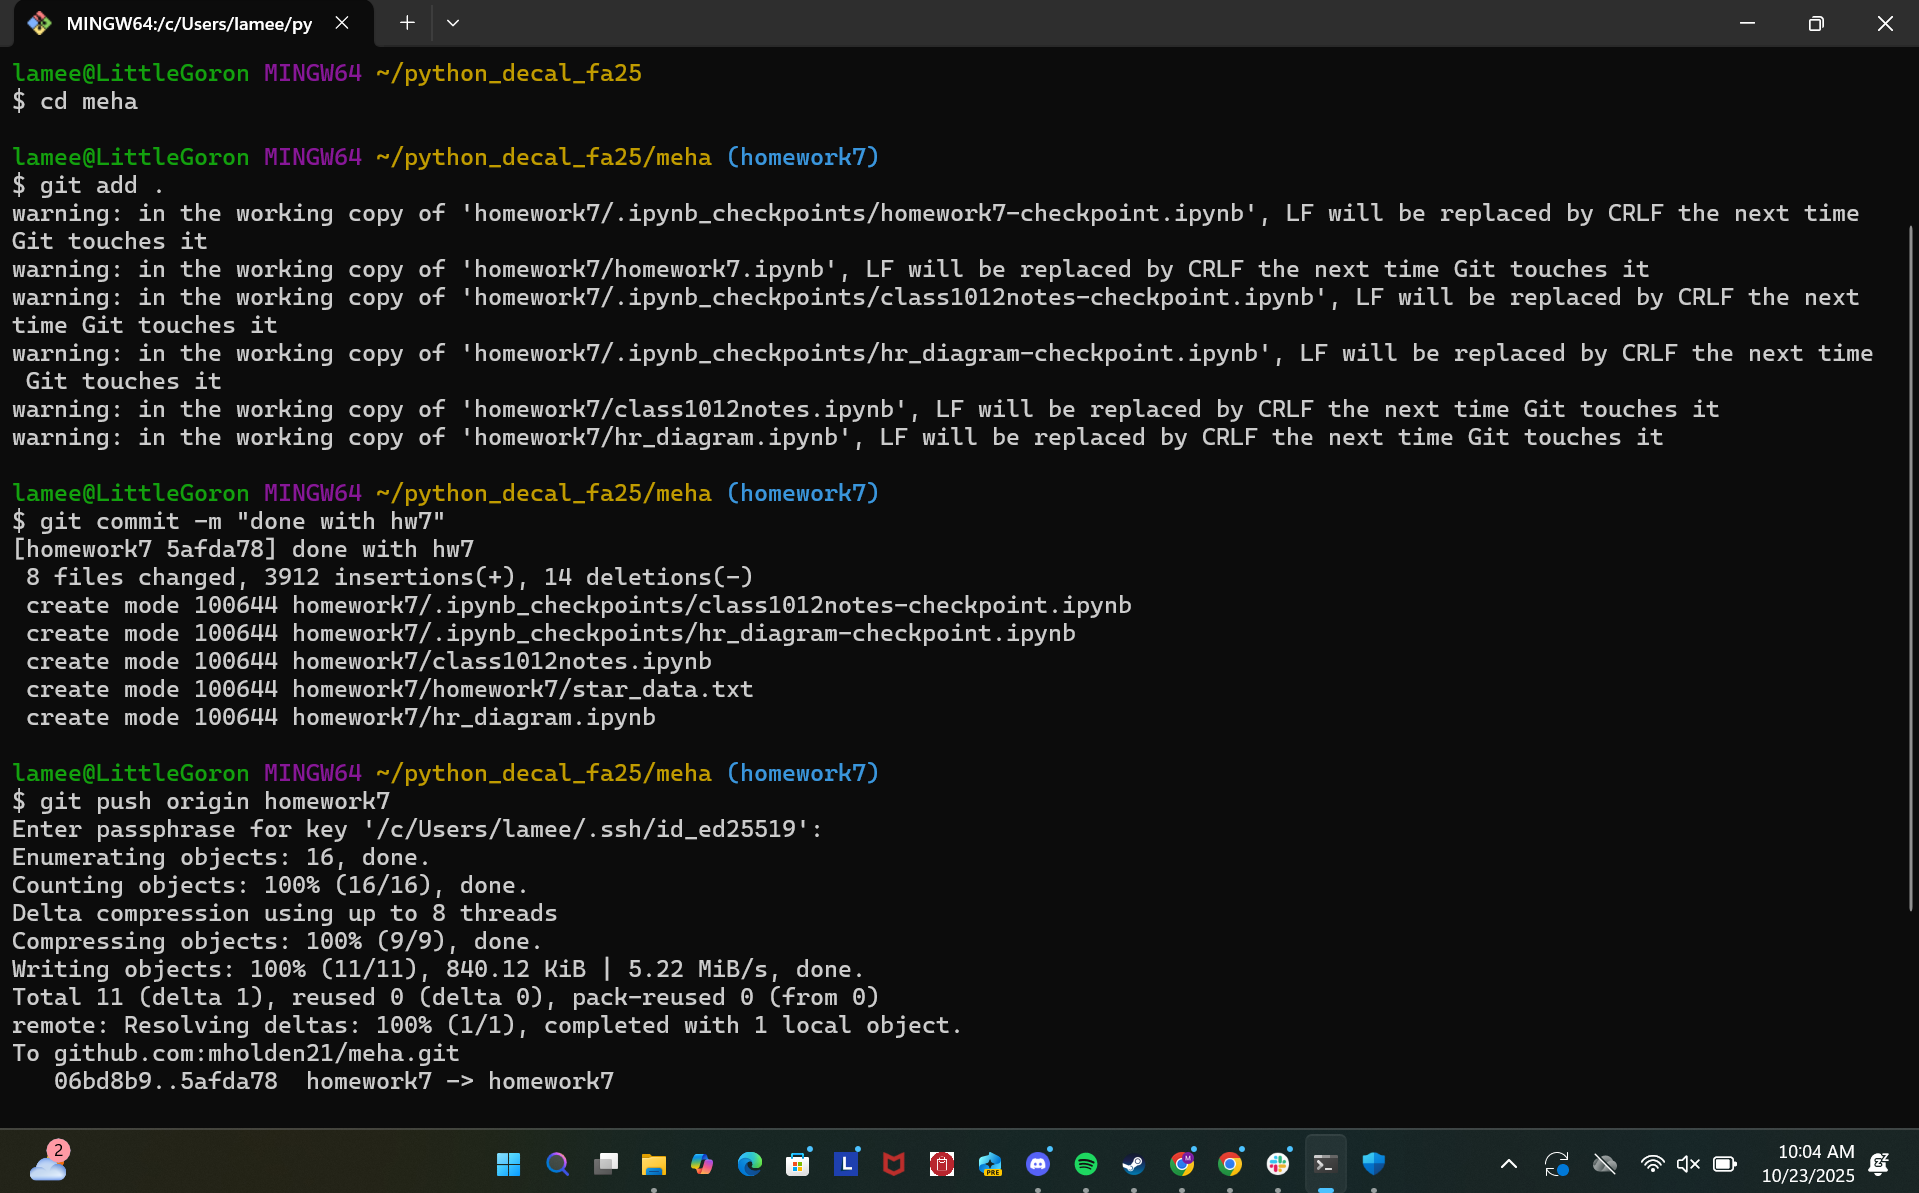 MINGW64:/c/Users/lamee/py
lamee@LittleGoron MINGW64 ~/python_decal_fa25
$ cd meha
lamee@LittleGoron MINGW64 ~/python_decal_fa25/meha (homework7)
$ git add .
warning: in the working copy of 'homework7/.ipynb_checkpoints/homework7-checkpoint.ipynb', LF will be replaced by CRLF the next time
Git touches it
warning: in the working copy of 'homework7/homework7.ipynb', LF will be replaced by CRLF the next time Git touches it
warning: in the working copy of 'homework7/.ipynb_checkpoints/class1012notes-checkpoint.ipynb', LF will be replaced by CRLF the next
time Git touches it
warning: in the working copy of 'homework7/.ipynb_checkpoints/hr_diagram-checkpoint.ipynb', LF will be replaced by CRLF the next time
 Git touches it
warning: in the working copy of 'homework7/class1012notes.ipynb', LF will be replaced by CRLF the next time Git touches it
warning: in the working copy of 'homework7/hr_diagram.ipynb', LF will be replaced by CRLF the next time Git touches it
lamee@LittleGoron MINGW64 ~/python_decal_fa25/meha (homework7)
$ git commit -m "done with hw7"
[homework7 5afda78] done with hw7
 8 files changed, 3912 insertions(+), 14 deletions(-)
 create mode 100644 homework7/.ipynb_checkpoints/class1012notes-checkpoint.ipynb
 create mode 100644 homework7/.ipynb_checkpoints/hr_diagram-checkpoint.ipynb
 create mode 100644 homework7/class1012notes.ipynb
 create mode 100644 homework7/homework7/star_data.txt
 create mode 100644 homework7/hr_diagram.ipynb
lamee@LittleGoron MINGW64 ~/python_decal_fa25/meha (homework7)
$ git push origin homework7
Enter passphrase for key '/c/Users/lamee/.ssh/id_ed25519':
Enumerating objects: 16, done.
Counting objects: 100% (16/16), done.
Delta compression using up to 8 threads
Compressing objects: 100% (9/9), done.
Writing objects: 100% (11/11), 840.12 KiB | 5.22 MiB/s, done.
Total 11 (delta 1), reused 0 (delta 0), pack-reused 0 (from 0)
remote: Resolving deltas: 100% (1/1), completed with 1 local object.
To github.com:mholden21/meha.git
   06bd8b9..5afda78  homework7 -> homework7
2
L
PRE
M
10:04 AM
10/23/2025